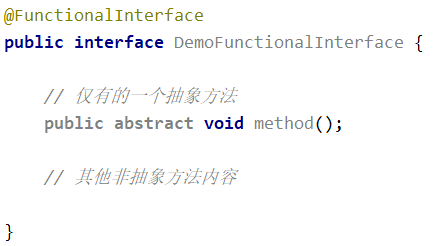 @FunctionalInterface
public interface DemoFunctionalInterface {
// 仅有的一个抽象方法
public abstract void method();
// 其他非抽象方法内容
}